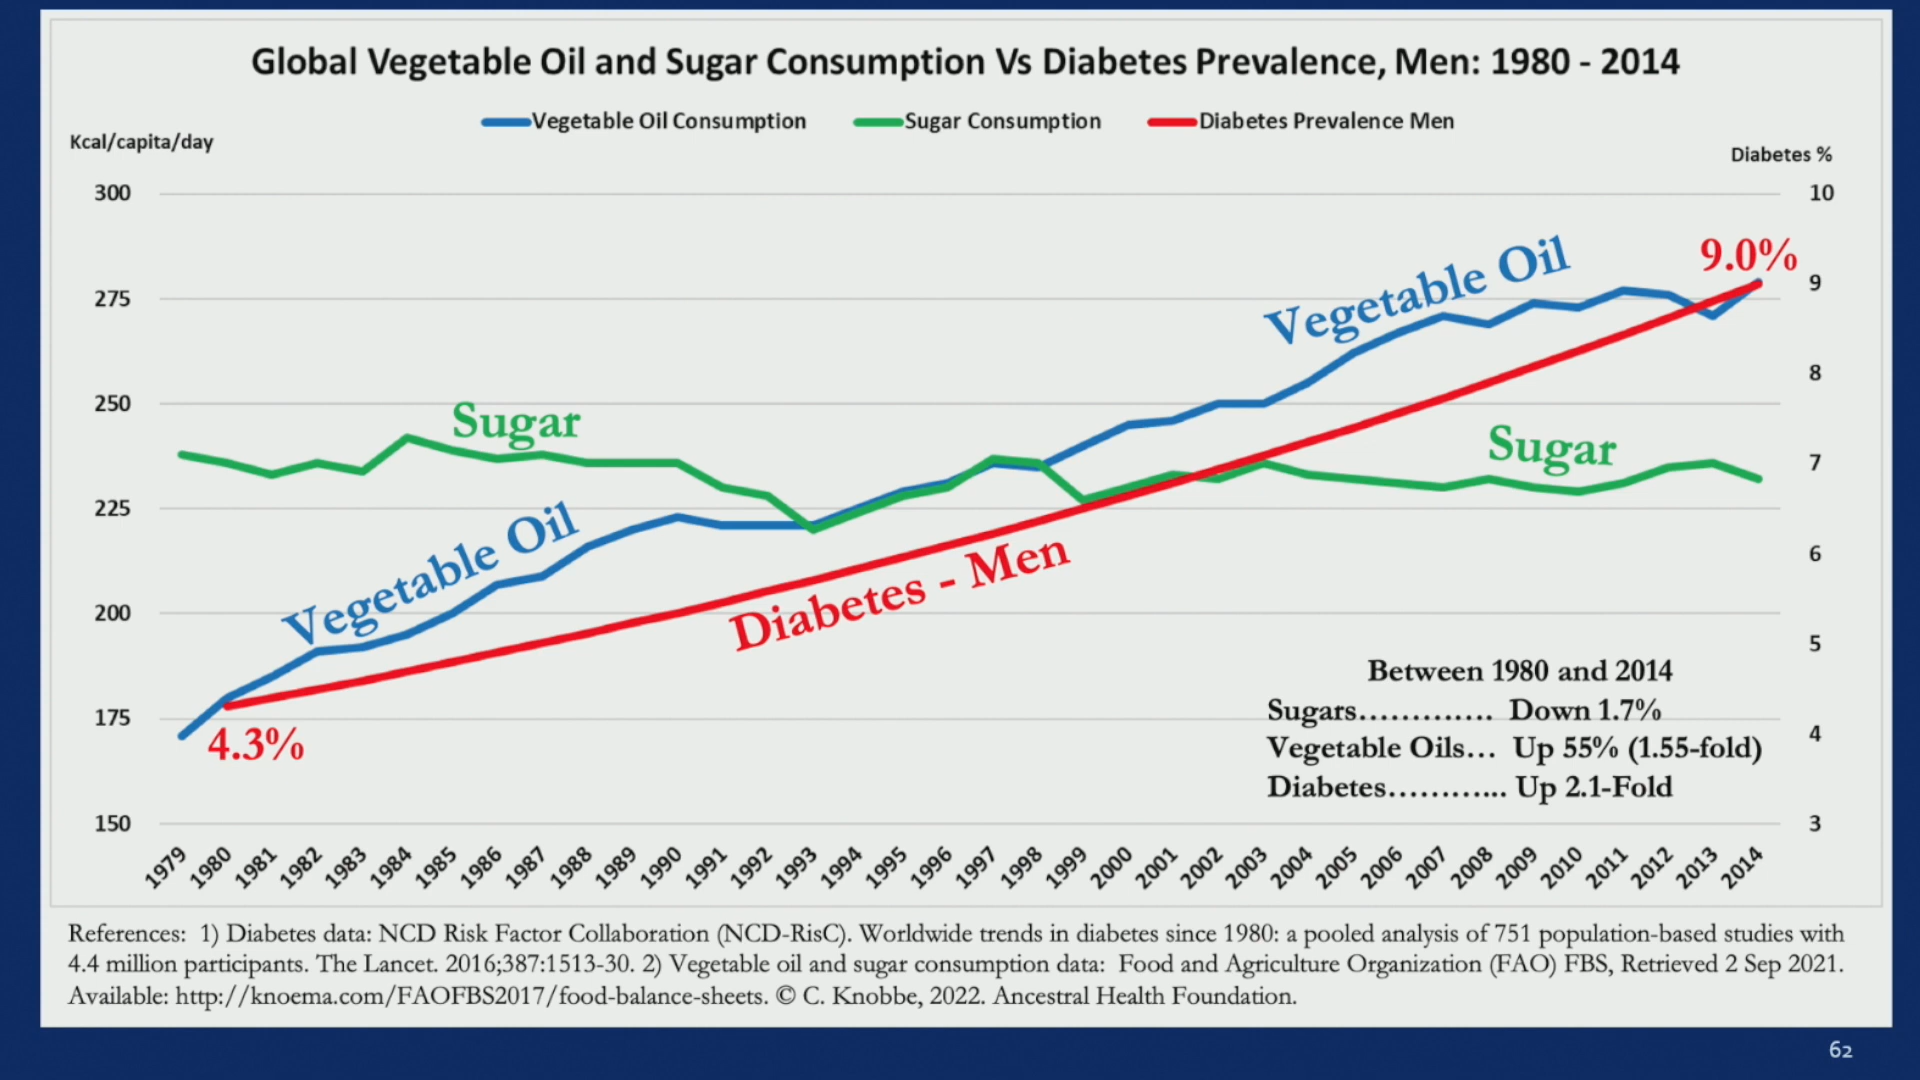 Global Vegetable Oil and Sugar Consumption Vs Diabetes Prevalence, Men: 1980 - 2014
Vegetable Oil Consumption Sugar Consumption Diabetes Prevalence Men
Kcal/capita/day
Diabetes %
300
10
9.0%
Vegetable Oil
275
9
8
250
Sugar
Sugar
7
225
Vegetable Oil
6
Diabetes - Men
200
5
Between 1980 and 2014
Sugars............. Down 1.7%
175
4.3%
4
Vegetable Oils... Up 55% (1.55-fold)
Diabetes............ Up 2.1-Fold
150
3
1979 1980 1981 1982 1983 1984 1985 1986 1987 1988 1989 1990 1991 1992 1993 1994 1995 1996 1997 1998 1999 2000 2001 2002 2003 2004 2005 2006 2007 2008 2009 2010 2011 2012 2013 2014
References: 1) Diabetes data: NCD Risk Factor Collaboration (NCD-RisC). Worldwide trends in diabetes since 1980: a pooled analysis of 751 population-based studies with
4.4 million participants. The Lancet. 2016;387:1513-30. 2) Vegetable oil and sugar consumption data: Food and Agriculture Organization (FAO) FBS, Retrieved 2 Sep 2021.
Available: http://knoema.com/FAOFBS2017/food-balance-sheets. © C. Knobbe, 2022. Ancestral Health Foundation.
62